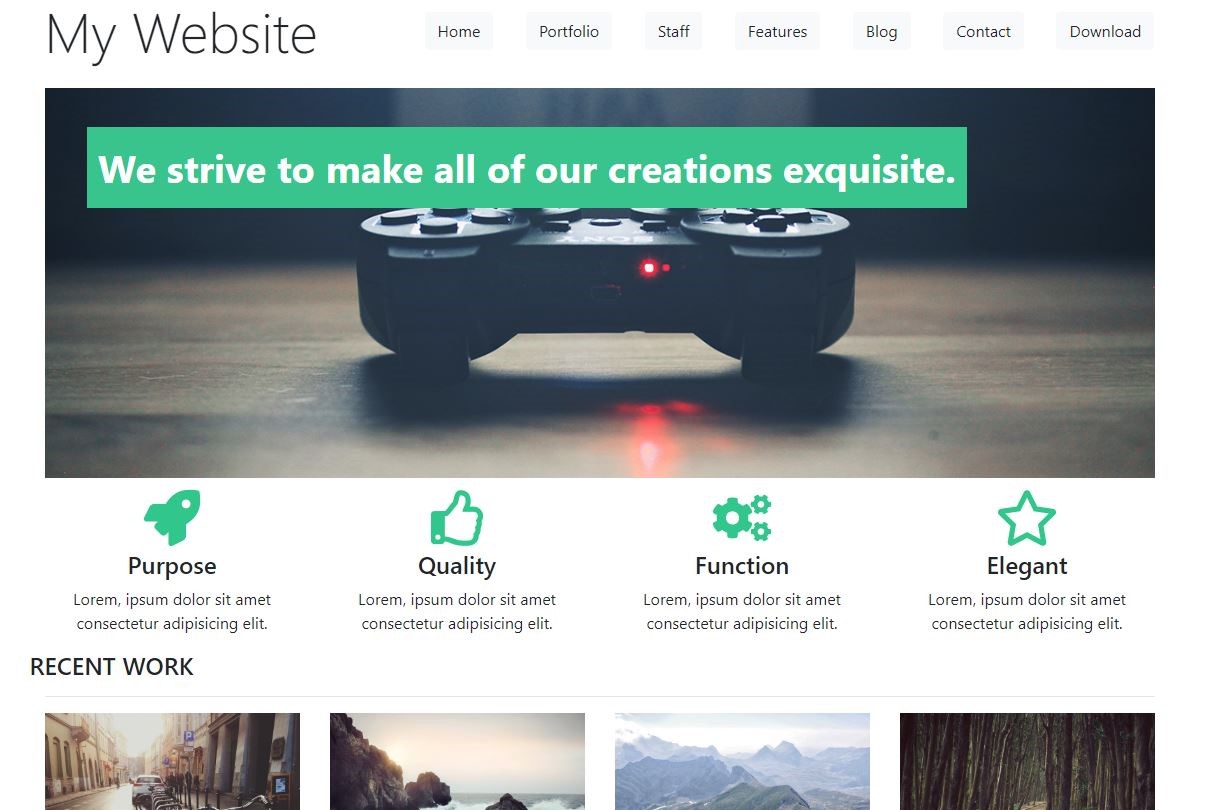 My Website
Home Portfolio Staff Features Blog Contact Download
We strive to make all of our creations exquisite.
SONY
Purpose Quality Function Elegant
Lorem, ipsum dolor sit amet Lorem, ipsum dolor sit amet Lorem, ipsum dolor sit amet Lorem, ipsum dolor sit amet
consectetur adipisicing elit. consectetur adipisicing elit. consectetur adipisicing elit. consectetur adipisicing elit.
RECENT WORK
P